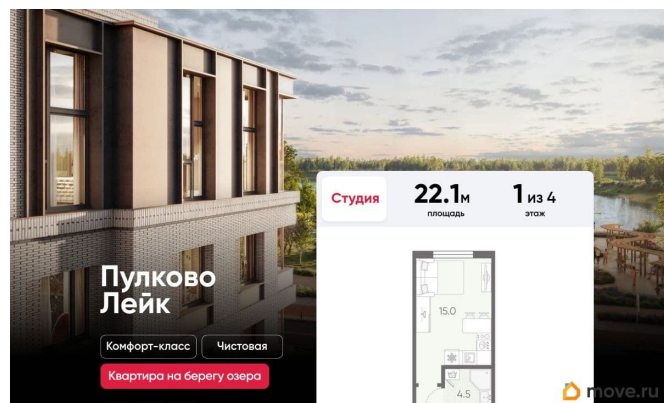 Студия
22.1м
площадь
1 из 4
этаж
Пулково
Лейк
15.0
Комфорт-класс
Чистовая
Квартира на берегу озера
4.5
move.ru